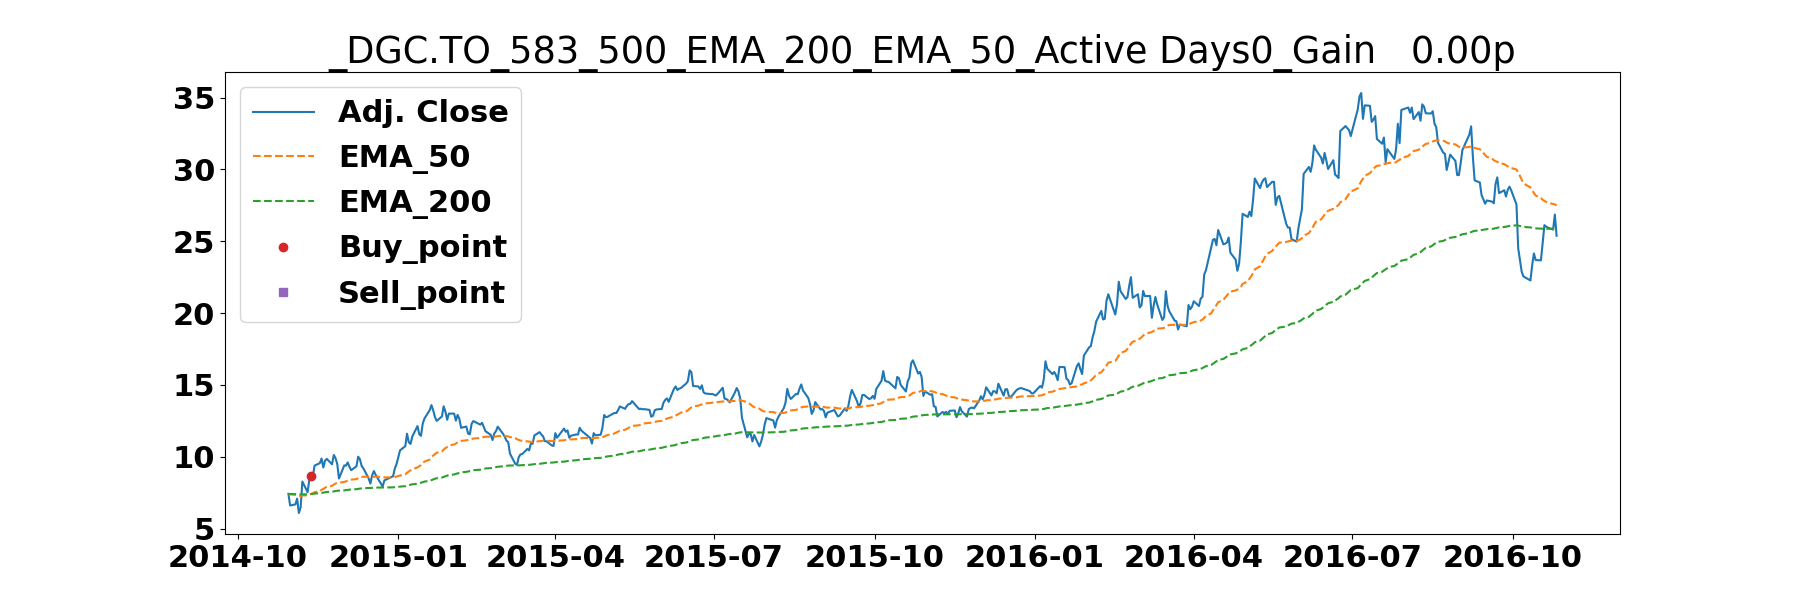 _DGC.TO_583_500_EMA_200_EMA_50_Active Days0_Gain   0.00p
35
30
25
20
15
10
5
Adj. Close
EMA_50
EMA_200
Buy_point
Sell_point
2014-10 2015-01 2015-04 2015-07 2015-10 2016-01 2016-04 2016-07 2016-10